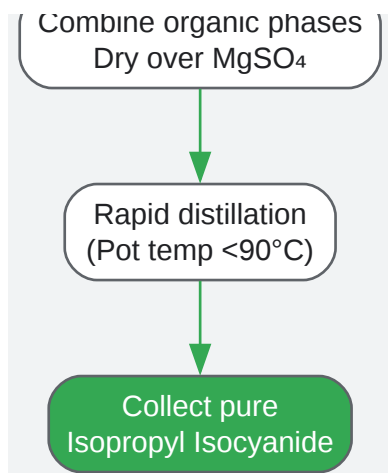 Combine organic phases
Dry over MgSO₄
Rapid distillation
(Pot temp <90°C)
Collect pure
Isopropyl Isocyanide